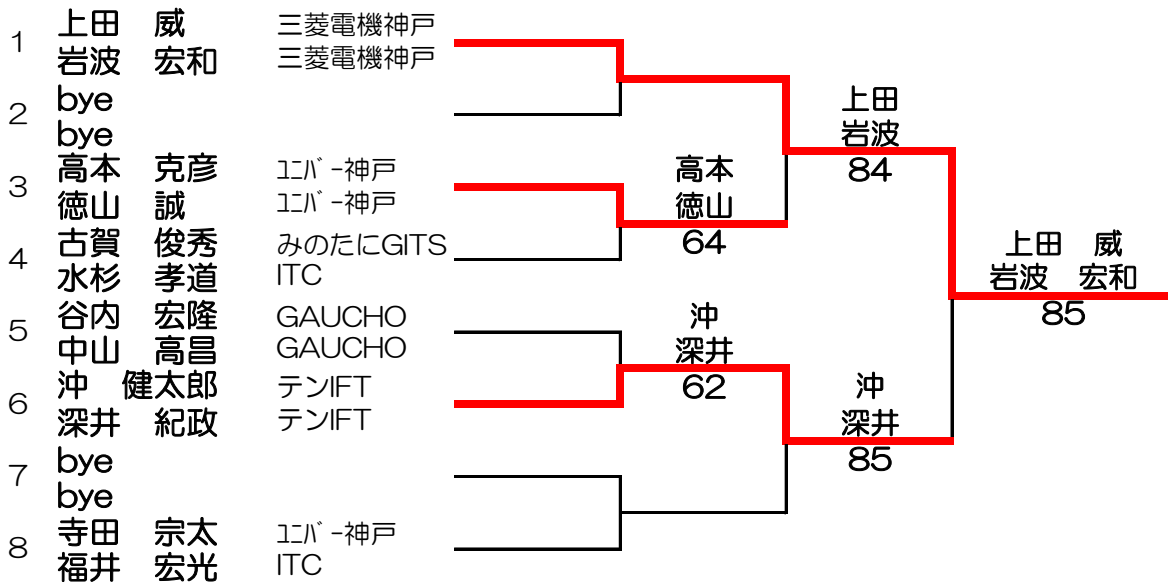 1
上田　威　三菱電機神戸
岩波　宏和　三菱電機神戸
2
bye
bye
3
高本　克彦　ユニバー神戸
徳山　誠　ユニバー神戸
4
古賀　俊秀　みのたにGITS
水杉　孝道　ITC
5
谷内　宏隆　GAUCHO
中山　高昌　GAUCHO
6
沖　健太郎　テンIFT
深井　紀政　テンIFT
7
bye
bye
8
寺田　宗太　ユニバー神戸
福井　宏光　ITC
高本
徳山
64
沖
深井
62
上田
岩波
84
沖
深井
85
上田　威
岩波　宏和
85